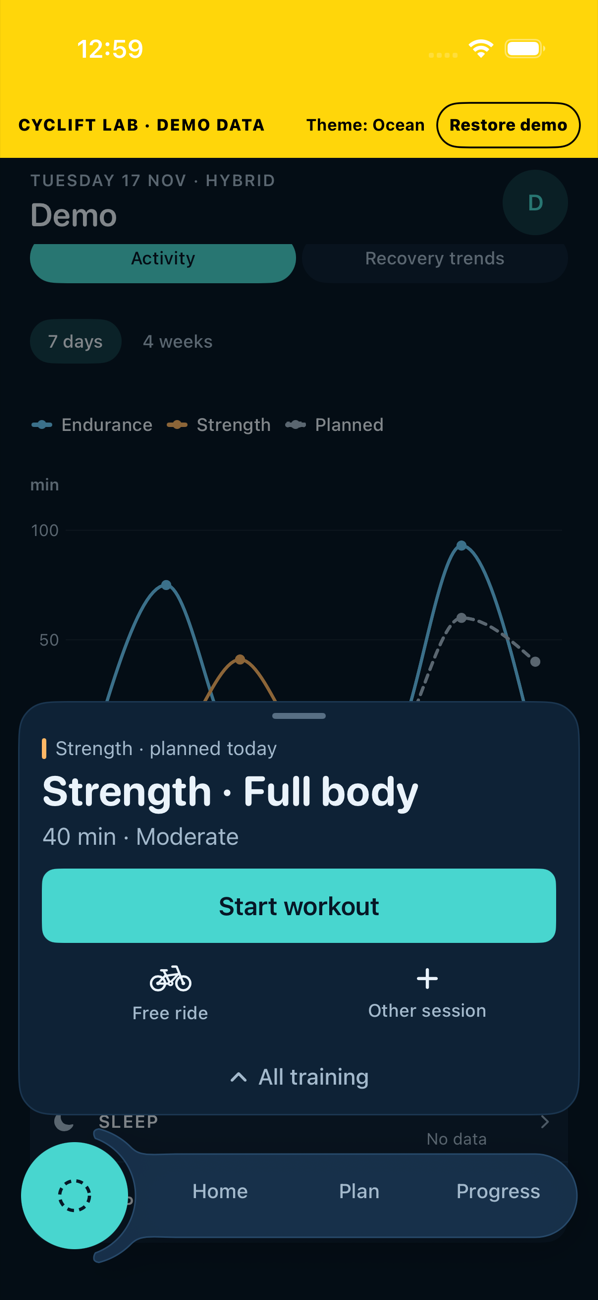 12:59
CYCLIFT LAB · DEMO DATA
Theme: Ocean
Restore demo
TUESDAY 17 NOV · HYBRID
Demo
D
Activity
Recovery trends
7 days
4 weeks
Endurance
Strength
Planned
min
100
50
Strength · planned today
Strength · Full body
40 min · Moderate
Start workout
Free ride
Other session
All training
SLEEP
No data
Home
Plan
Progress